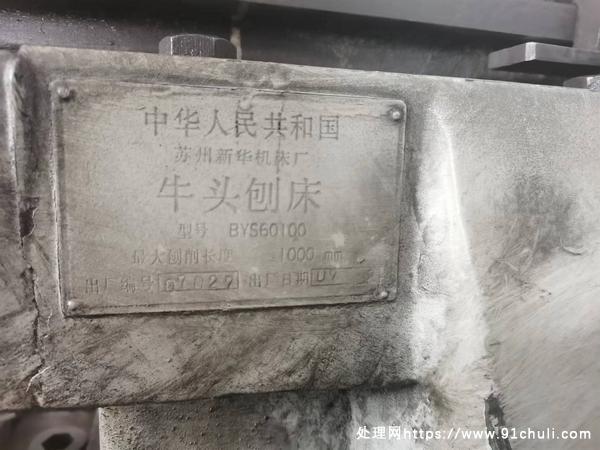 中华人民共和国
苏州新华机床厂
牛头刨床
型号 BYS60100
最大刨削长度 ≤1000 mm
出厂编号 07029 出厂日期
处理网https://www.91chuli.com